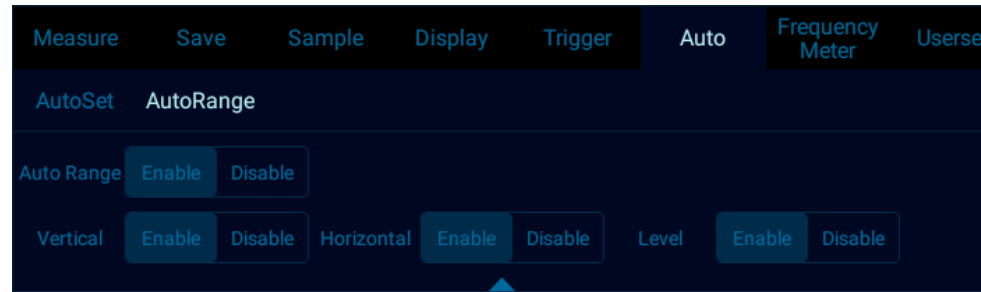 Measure Save Sample Display Trigger Auto Frequency Meter Userse
AutoSet AutoRange
Auto Range Enable Disable
Vertical Enable Disable Horizontal Enable Disable Level Enable Disable